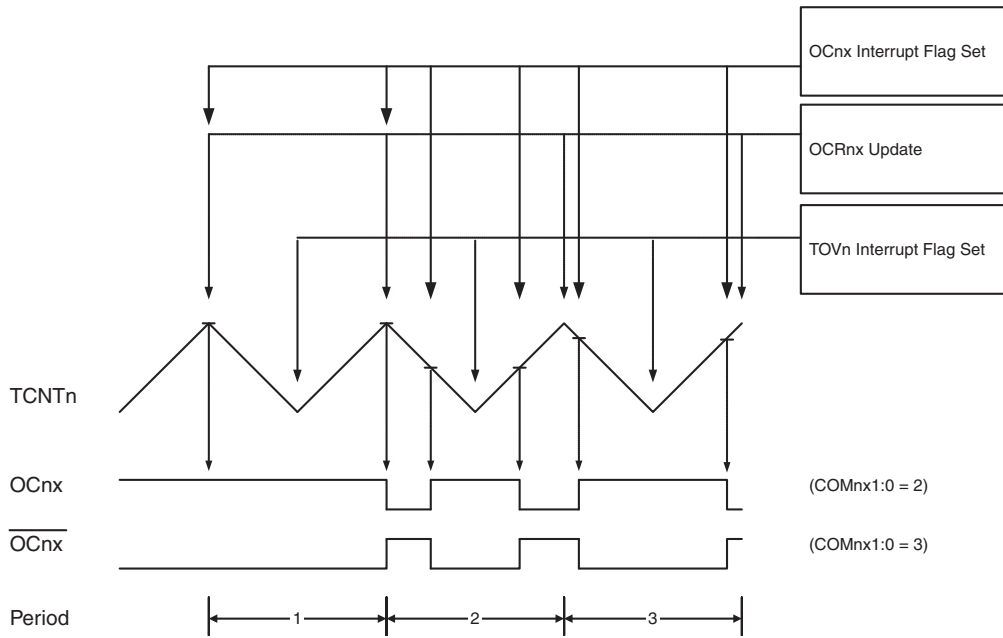 OCnx Interrupt Flag Set
OCRnx Update
TOVn Interrupt Flag Set
TCNTn
OCnx
(COMnx1:0 = 2)
OCnx
(COMnx1:0 = 3)
Period
1
2
3